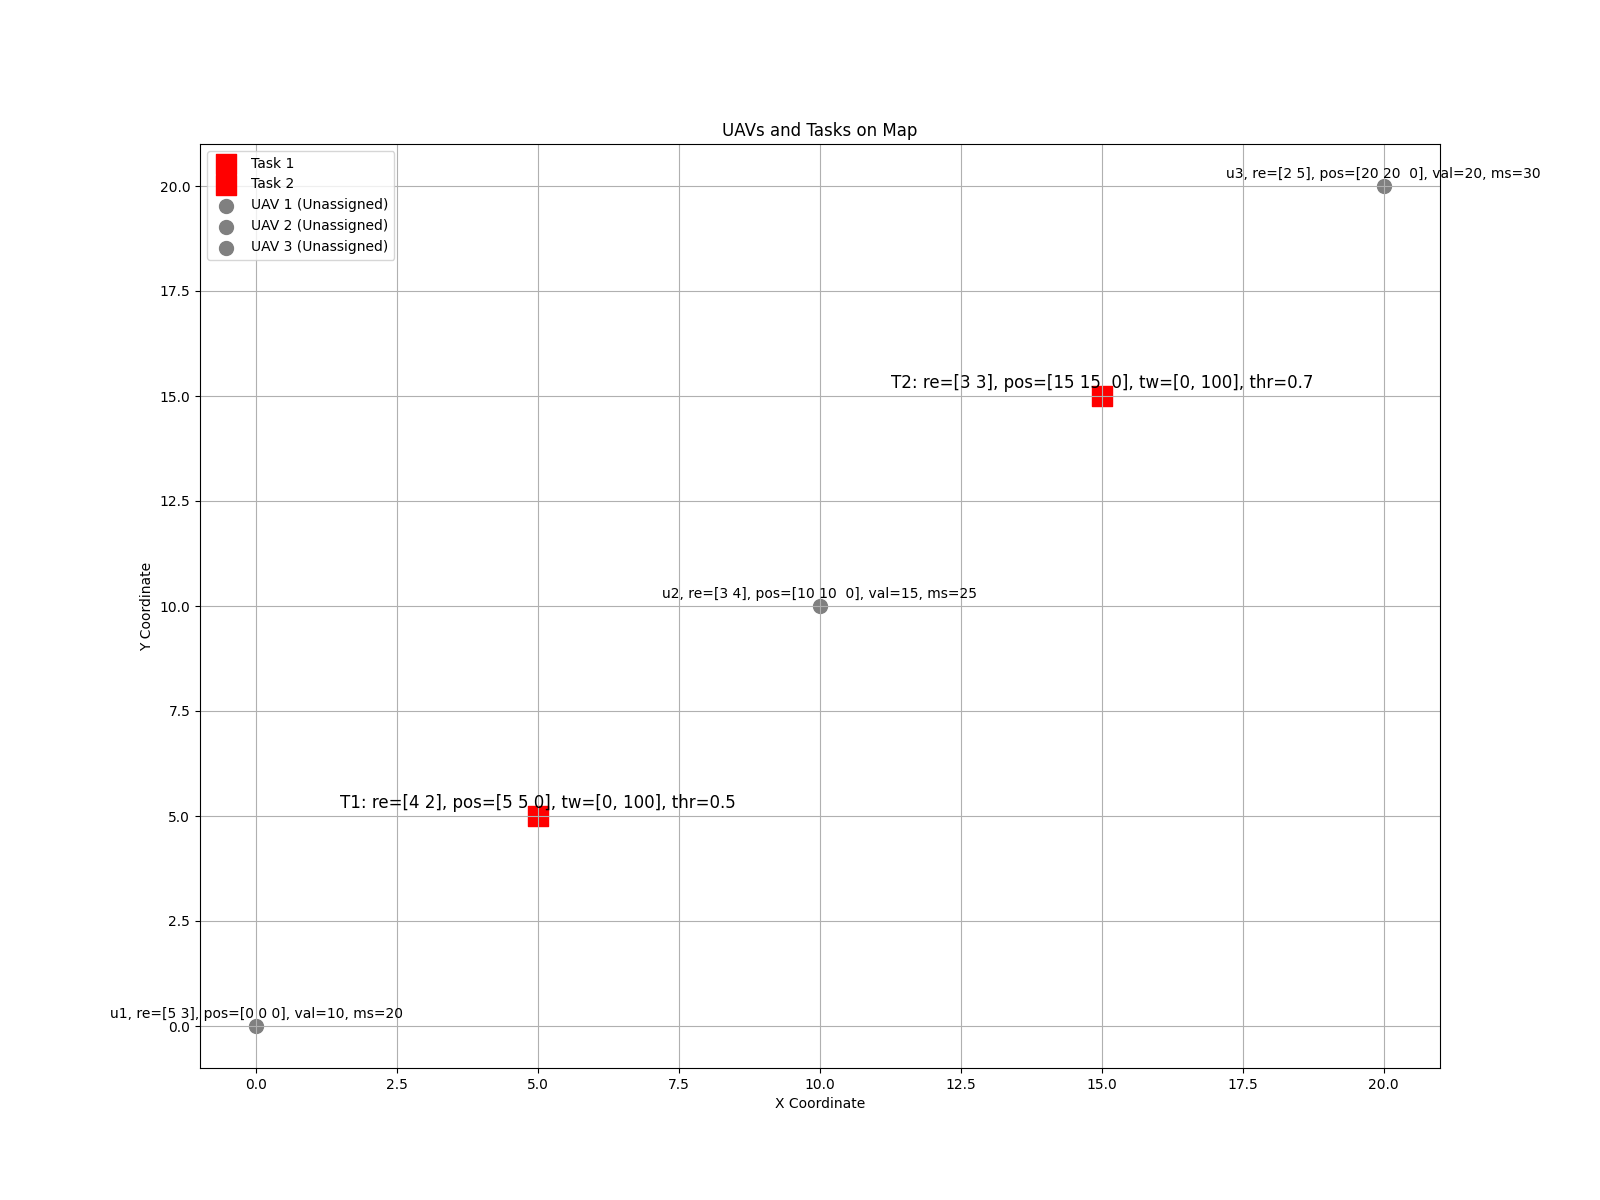 UAVs and Tasks on Map
Task 1
Task 2
UAV 1 (Unassigned)
UAV 2 (Unassigned)
UAV 3 (Unassigned)
u3, re=[2 5], pos=[20 20  0], val=20, ms=30
T2: re=[3 3], pos=[15 15  0], tw=[0, 100], thr=0.7
u2, re=[3 4], pos=[10 10  0], val=15, ms=25
T1: re=[4 2], pos=[5 5 0], tw=[0, 100], thr=0.5
u1, re=[5 3], pos=[0 0 0], val=10, ms=20
20.0
17.5
15.0
12.5
10.0
7.5
5.0
2.5
0.0
Y Coordinate
0.0 2.5 5.0 7.5 10.0 12.5 15.0 17.5 20.0
X Coordinate